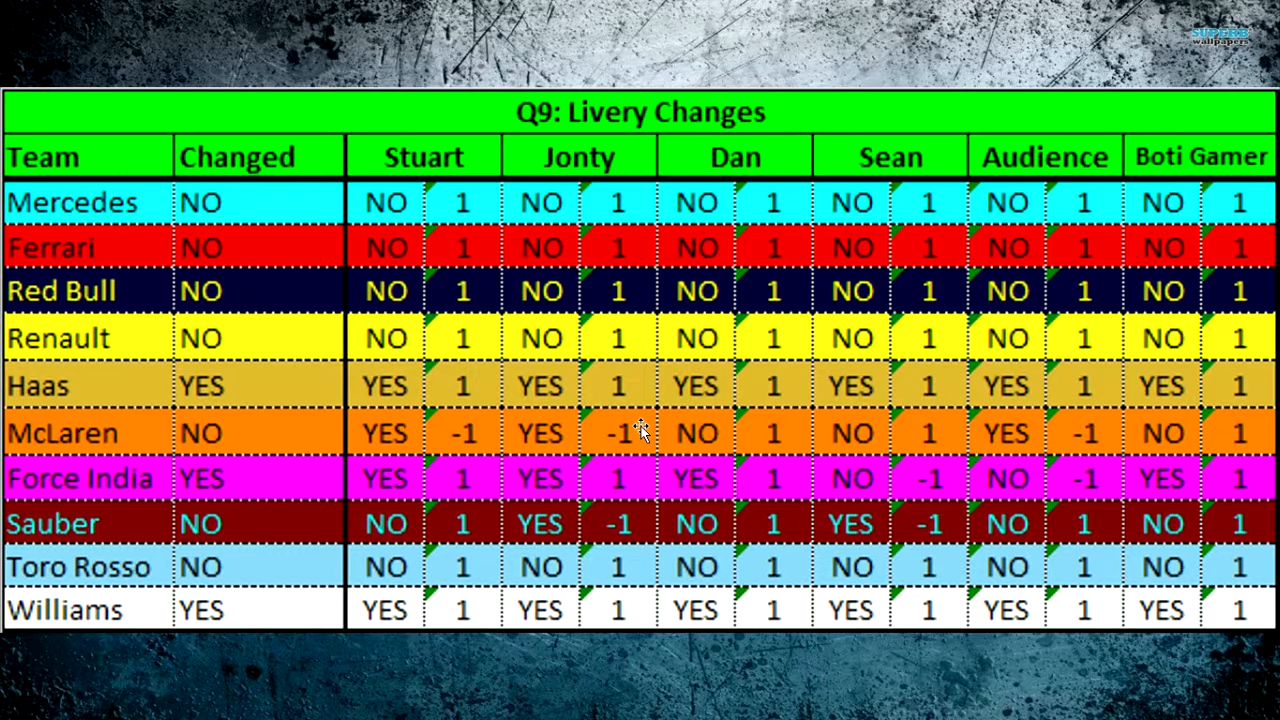 SUPERB
wallpapers
Q9: Livery Changes
Team Changed Stuart Jonty Dan Sean Audience Boti Gamer
Mercedes NO NO 1 NO 1 NO 1 NO 1 NO 1 NO 1
Ferrari NO NO 1 NO 1 NO 1 NO 1 NO 1 NO 1
Red Bull NO NO 1 NO 1 NO 1 NO 1 NO 1 NO 1
Renault NO NO 1 NO 1 NO 1 NO 1 NO 1 NO 1
Haas YES YES 1 YES 1 YES 1 YES 1 YES 1 YES 1
McLaren NO YES -1 YES -1 NO 1 NO 1 YES -1 NO 1
Force India YES YES 1 YES 1 YES 1 NO -1 NO -1 YES 1
Sauber NO NO 1 YES -1 NO 1 YES -1 NO 1 NO 1
Toro Rosso NO NO 1 NO 1 NO 1 NO 1 NO 1 NO 1
Williams YES YES 1 YES 1 YES 1 YES 1 YES 1 YES 1